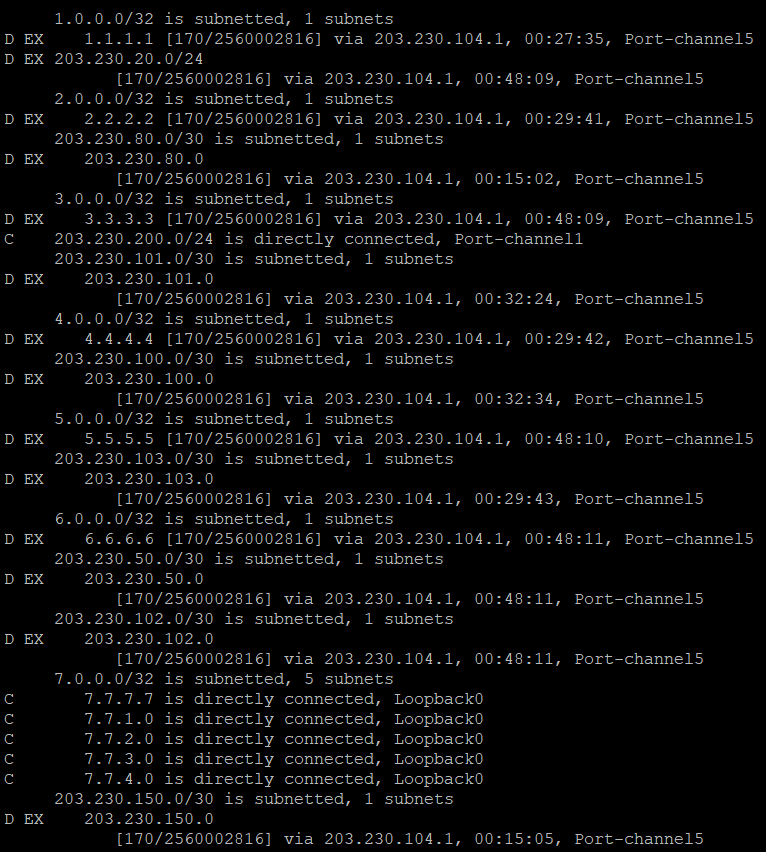 1.0.0.0/32 is subnetted, 1 subnets
D EX    1.1.1.1 [170/2560002816] via 203.230.104.1, 00:27:35, Port-channel5
D EX 203.230.20.0/24
[170/2560002816] via 203.230.104.1, 00:48:09, Port-channel5
2.0.0.0/32 is subnetted, 1 subnets
D EX    2.2.2.2 [170/2560002816] via 203.230.104.1, 00:29:41, Port-channel5
203.230.80.0/30 is subnetted, 1 subnets
D EX    203.230.80.0
[170/2560002816] via 203.230.104.1, 00:15:02, Port-channel5
3.0.0.0/32 is subnetted, 1 subnets
D EX    3.3.3.3 [170/2560002816] via 203.230.104.1, 00:48:09, Port-channel5
C    203.230.200.0/24 is directly connected, Port-channel1
203.230.101.0/30 is subnetted, 1 subnets
D EX    203.230.101.0
[170/2560002816] via 203.230.104.1, 00:32:24, Port-channel5
4.0.0.0/32 is subnetted, 1 subnets
D EX    4.4.4.4 [170/2560002816] via 203.230.104.1, 00:29:42, Port-channel5
203.230.100.0/30 is subnetted, 1 subnets
D EX    203.230.100.0
[170/2560002816] via 203.230.104.1, 00:32:34, Port-channel5
5.0.0.0/32 is subnetted, 1 subnets
D EX    5.5.5.5 [170/2560002816] via 203.230.104.1, 00:48:10, Port-channel5
203.230.103.0/30 is subnetted, 1 subnets
D EX    203.230.103.0
[170/2560002816] via 203.230.104.1, 00:29:43, Port-channel5
6.0.0.0/32 is subnetted, 1 subnets
D EX    6.6.6.6 [170/2560002816] via 203.230.104.1, 00:48:11, Port-channel5
203.230.50.0/30 is subnetted, 1 subnets
D EX    203.230.50.0
[170/2560002816] via 203.230.104.1, 00:48:11, Port-channel5
203.230.102.0/30 is subnetted, 1 subnets
D EX    203.230.102.0
[170/2560002816] via 203.230.104.1, 00:48:11, Port-channel5
7.0.0.0/32 is subnetted, 5 subnets
C       7.7.7.7 is directly connected, Loopback0
C       7.7.1.0 is directly connected, Loopback0
C       7.7.2.0 is directly connected, Loopback0
C       7.7.3.0 is directly connected, Loopback0
C       7.7.4.0 is directly connected, Loopback0
203.230.150.0/30 is subnetted, 1 subnets
D EX    203.230.150.0
[170/2560002816] via 203.230.104.1, 00:15:05, Port-channel5